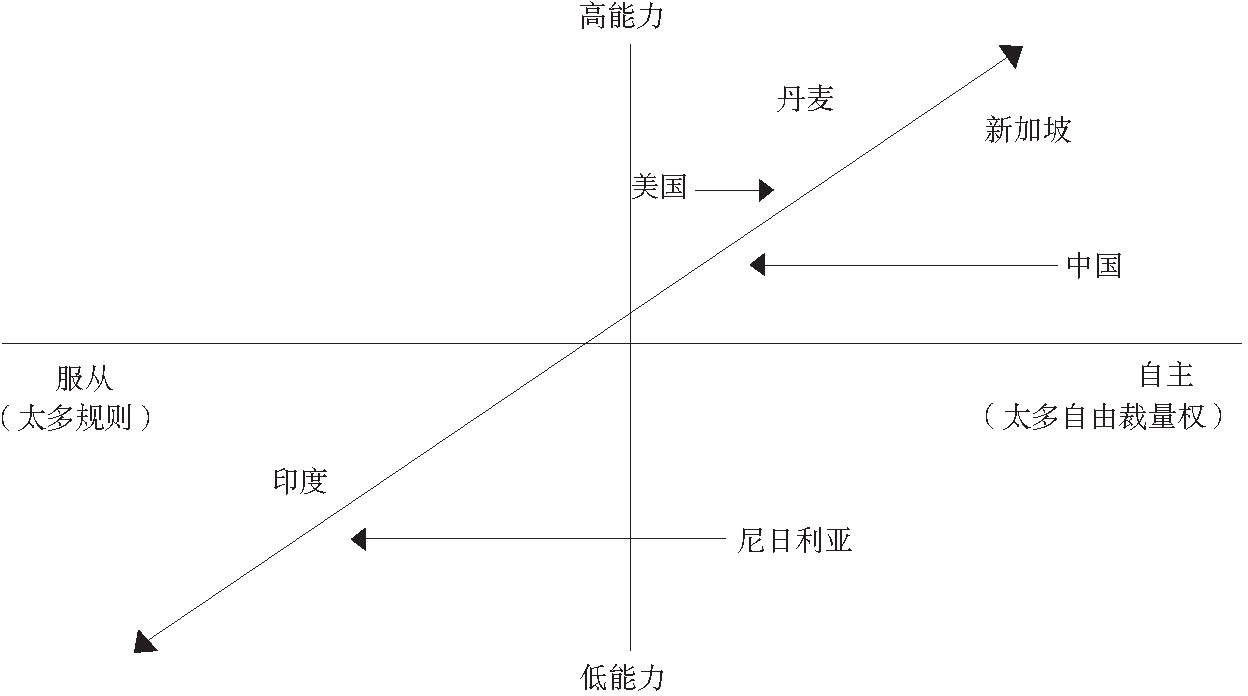 高能力
丹麦
新加坡
美国
中国
服从
（太多规则）
自主
（太多自由裁量权）
印度
尼日利亚
低能力